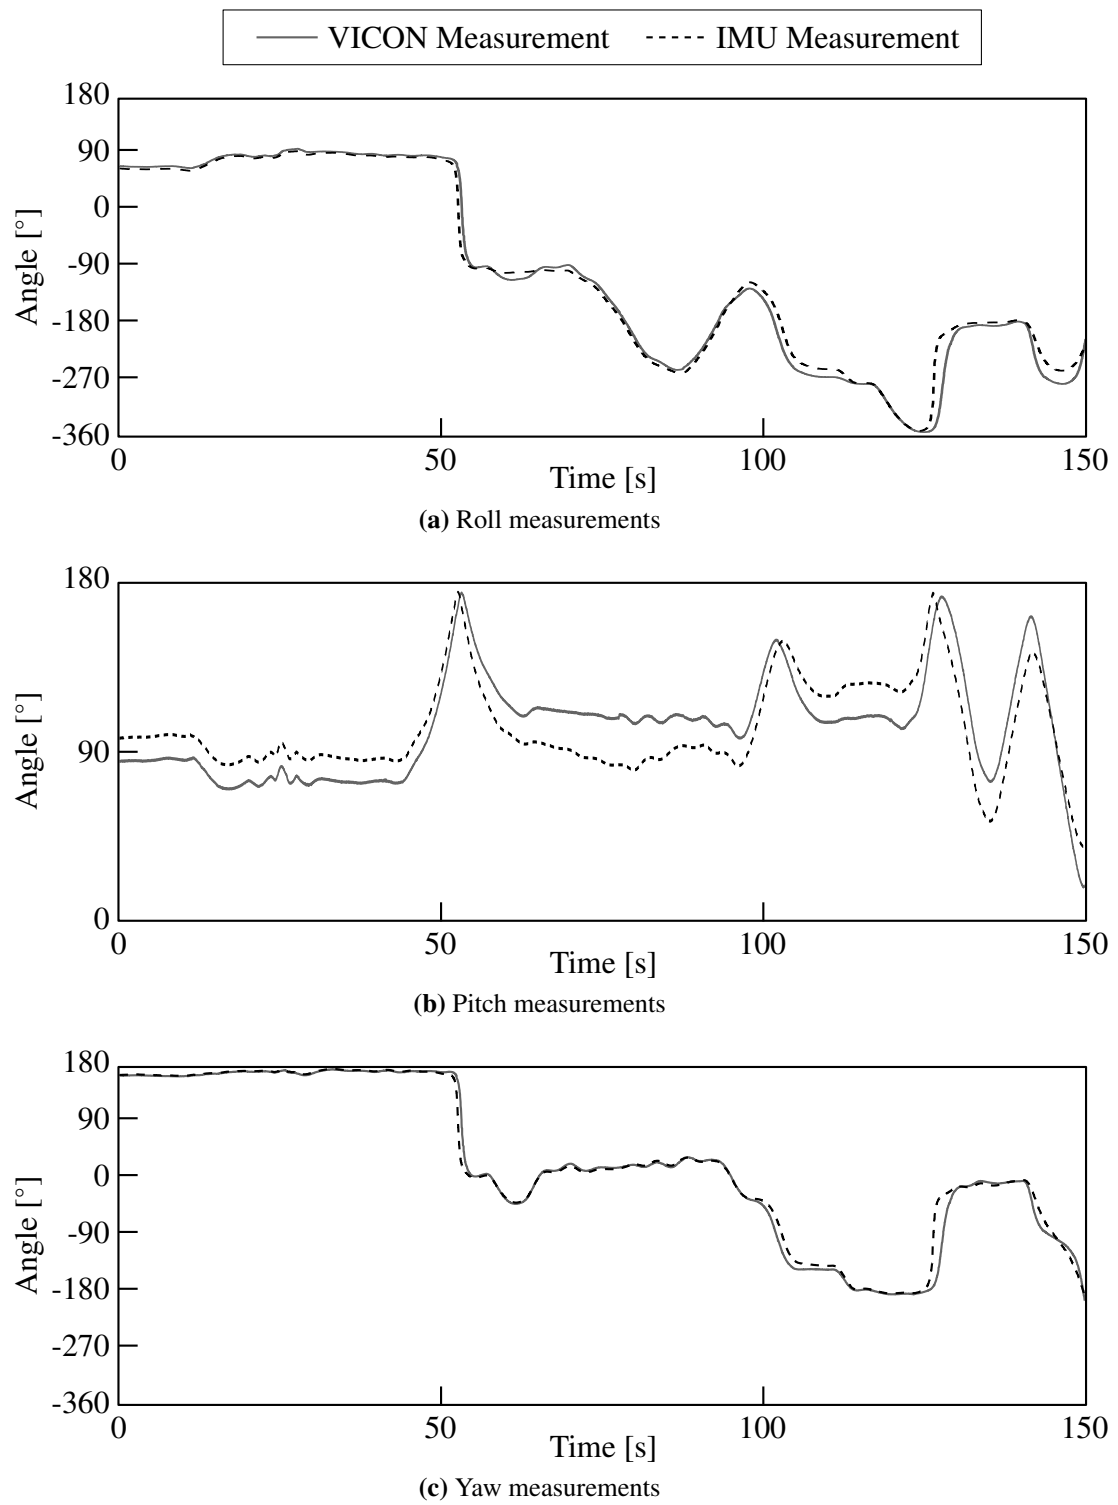 VICON Measurement IMU Measurement
180
90
0
-90
-180
-270
-360
Angle [°]
0 50 100 150
Time [s]
(a) Roll measurements
180
90
0
Angle [°]
0 50 100 150
Time [s]
(b) Pitch measurements
180
90
0
-90
-180
-270
-360
Angle [°]
0 50 100 150
Time [s]
(c) Yaw measurements